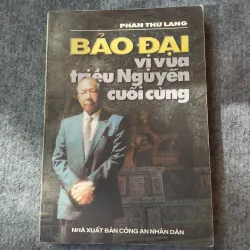 PHAN THỨ LANG
BẢO ĐẠI
vị vua
triều Nguyễn
cuối cùng
NHÀ XUẤT BẢN CÔNG AN NHÂN DÂN